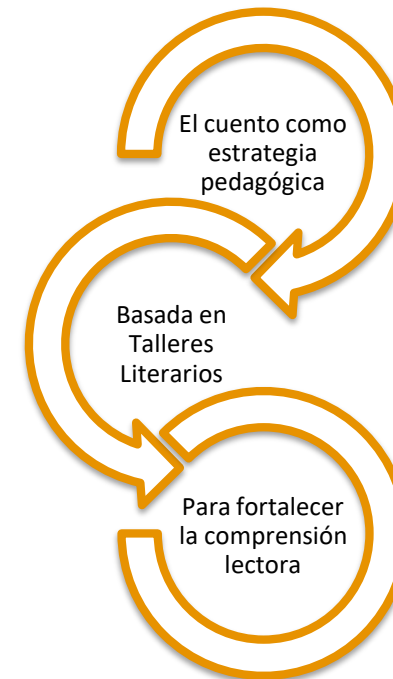 El cuento como
estrategia
pedagógica
Basada en
Talleres
Literarios
Para fortalecer
la comprensión
lectora